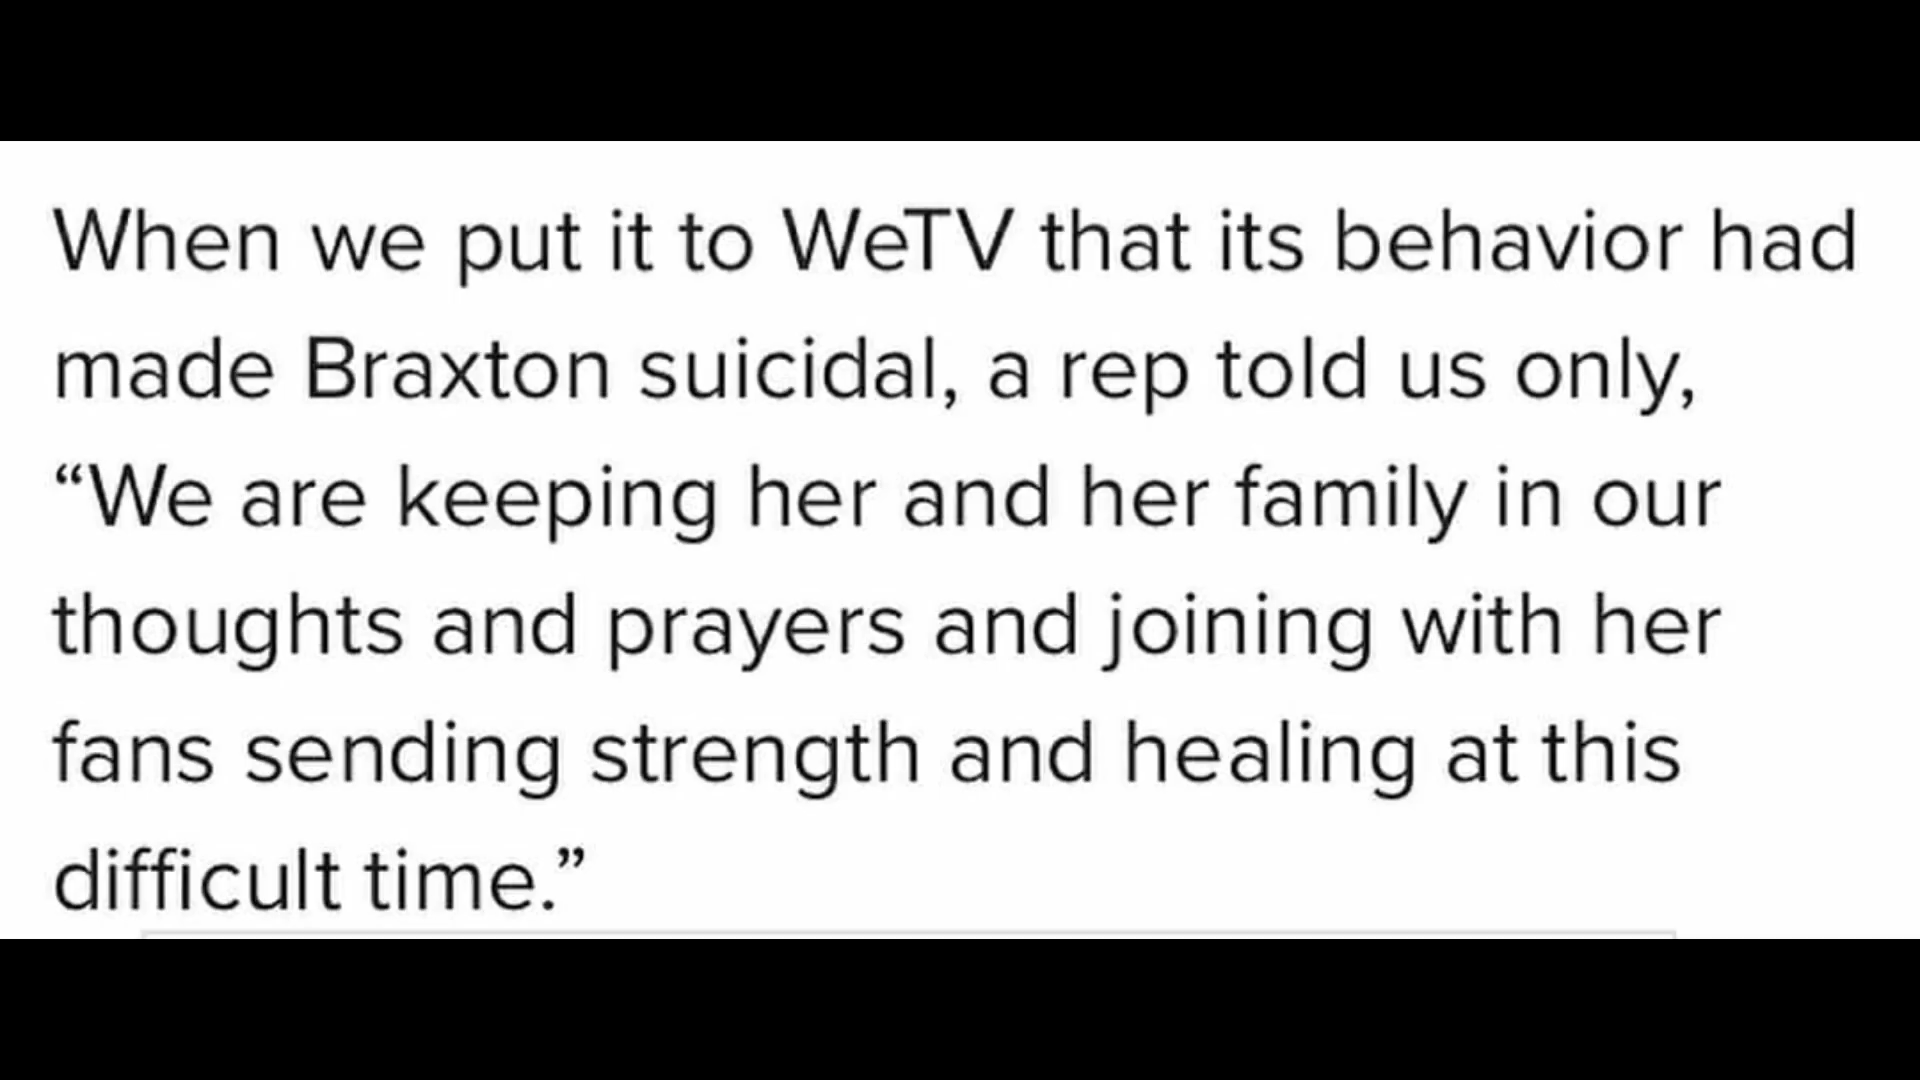 When we put it to WeTV that its behavior had
made Braxton suicidal, a rep told us only,
“We are keeping her and her family in our
thoughts and prayers and joining with her
fans sending strength and healing at this
difficult time.”